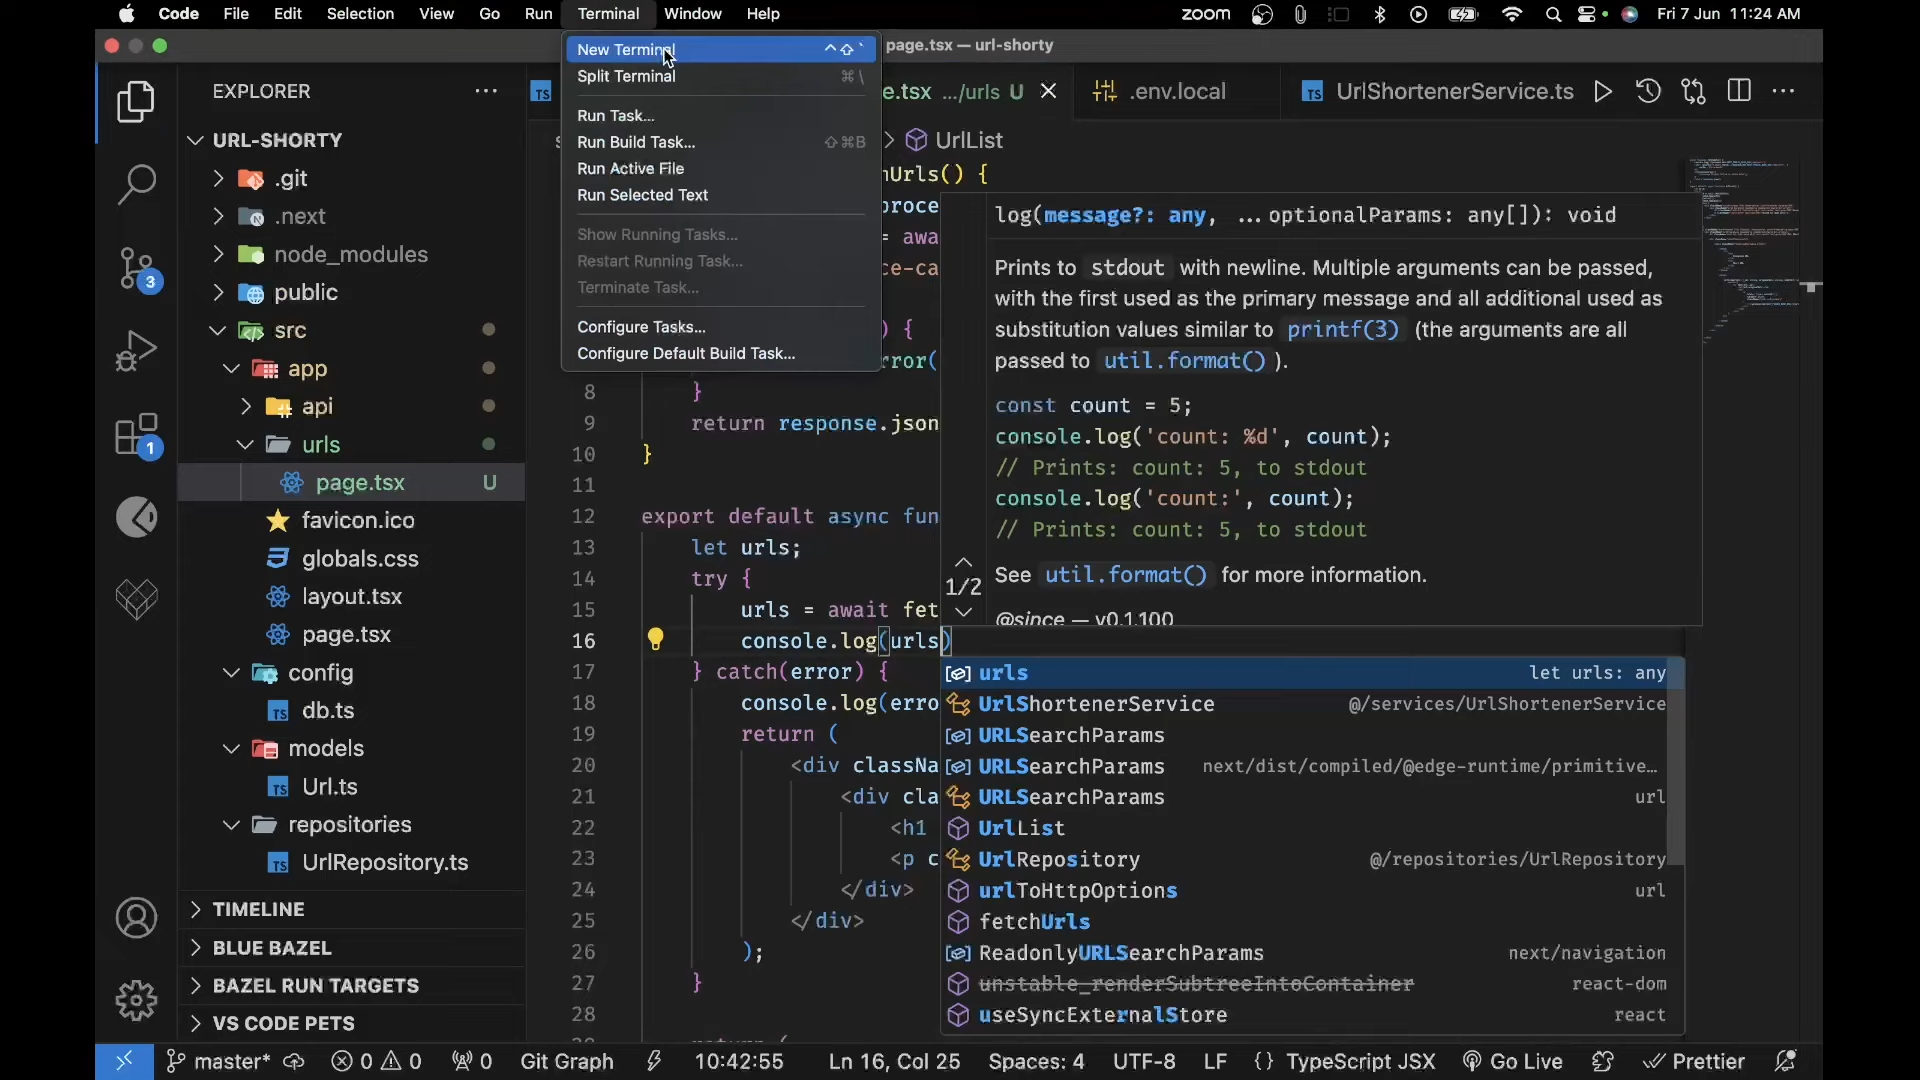 Code File Edit Selection View Go Run Terminal Window Help
zoom Fri 7 Jun 11:24 AM
New Terminal ^⇧`
Split Terminal ⌘\
Run Task...
Run Build Task... ⇧⌘B
Run Active File
Run Selected Text
Show Running Tasks...
Restart Running Task...
Terminate Task...
Configure Tasks...
Configure Default Build Task...
page.tsx — url-shorty
e.tsx .../urls U
.env.local
TS UrlShortenerService.ts
UrlList
EXPLORER
URL-SHORTY
.git
.next
node_modules
public
src
app
api
urls
page.tsx U
favicon.ico
globals.css
layout.tsx
page.tsx
config
TS db.ts
models
TS Url.ts
repositories
TS UrlRepository.ts
TIMELINE
BLUE BAZEL
BAZEL RUN TARGETS
VS CODE PETS
3
1
nUrls() {
proce
= awa
ce-ca
) {
ror(
8 }
9 return response.json
10 }
11
12 export default async fun
13 let urls;
14 try {
15 urls = await fet
16 console.log(urls)
17 } catch(error) {
18 console.log(erro
19 return (
20 <div classNa
21 <div cla
22 <h1
23 <p c
24 </div>
25 </div>
26 );
27 }
28
log(message?: any, ...optionalParams: any[]): void
Prints to stdout with newline. Multiple arguments can be passed,
with the first used as the primary message and all additional used as
substitution values similar to printf(3) (the arguments are all
passed to util.format() ).
const count = 5;
console.log('count: %d', count);
// Prints: count: 5, to stdout
console.log('count:', count);
// Prints: count: 5, to stdout
1/2
See util.format() for more information.
@since — v0.1.100
urls let urls: any
UrlShortenerService @/services/UrlShortenerService
URLSearchParams
URLSearchParams next/dist/compiled/@edge-runtime/primitive…
URLSearchParams url
UrlList
UrlRepository @/repositories/UrlRepository
urlToHttpOptions url
fetchUrls
ReadonlyURLSearchParams next/navigation
unstable_renderSubtreeIntoContainer react-dom
useSyncExternalStore react
master* 0 0 0 Git Graph 10:42:55 Ln 16, Col 25 Spaces: 4 UTF-8 LF {} TypeScript JSX Go Live Prettier